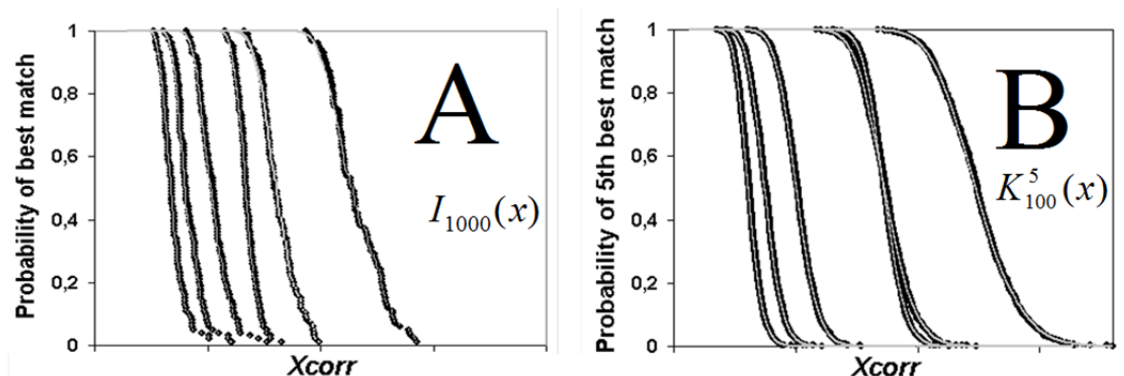 Probability of best match
1
0,8
0,6
0,4
0,2
0
A
I1000(x)
Xcorr
Probability of 5th best match
1
0,8
0,6
0,4
0,2
0
B
K⁵100(x)
Xcorr